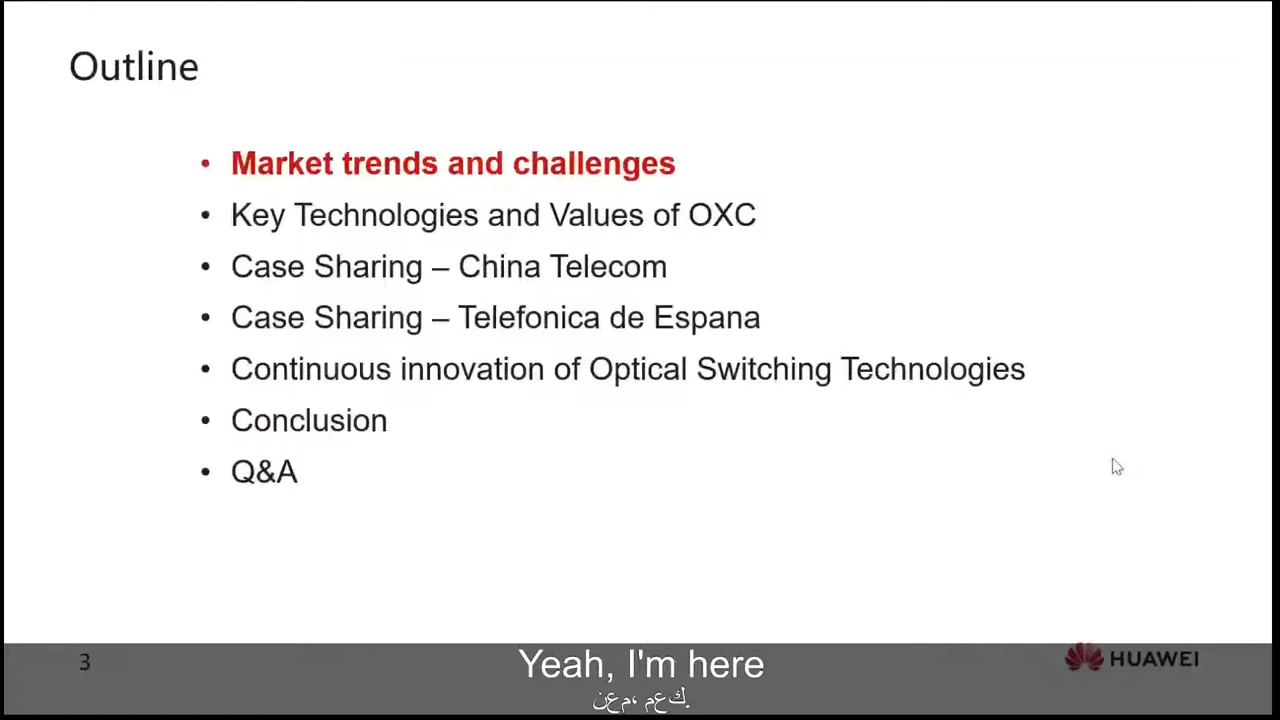 Outline
• Market trends and challenges
• Key Technologies and Values of OXC
• Case Sharing – China Telecom
• Case Sharing – Telefonica de Espana
• Continuous innovation of Optical Switching Technologies
• Conclusion
• Q&A
3
Yeah, I'm here
نعم، معك.
HUAWEI